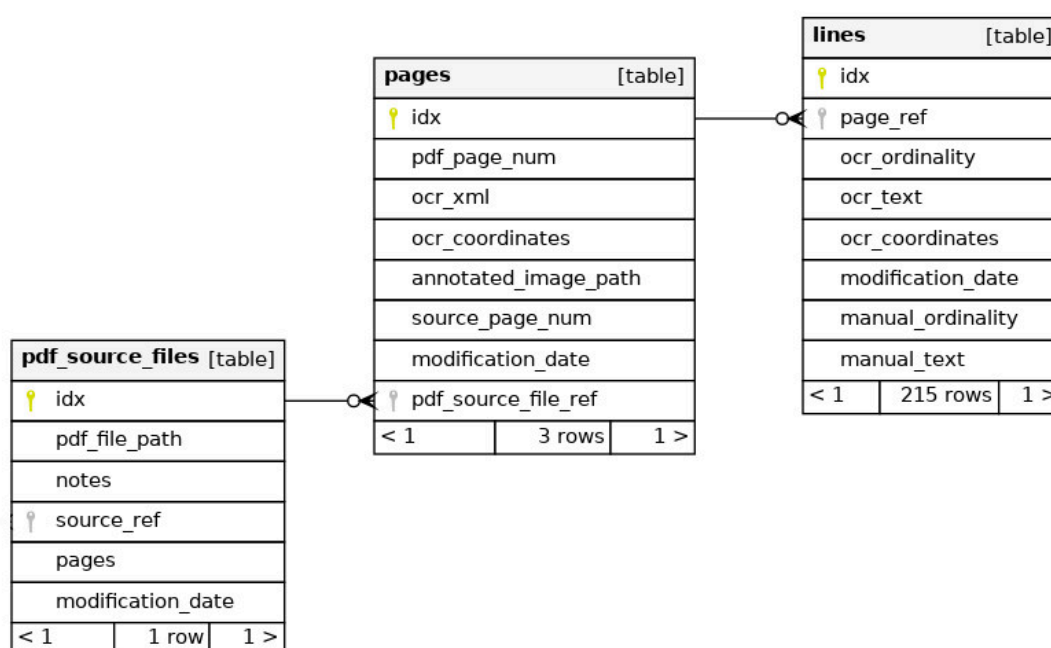 pdf_source_files [table]
idx
pdf_file_path
notes
source_ref
pages
modification_date
< 1 1 row 1 >
pages [table]
idx
pdf_page_num
ocr_xml
ocr_coordinates
annotated_image_path
source_page_num
modification_date
pdf_source_file_ref
< 1 3 rows 1 >
lines [table]
idx
page_ref
ocr_ordinality
ocr_text
ocr_coordinates
modification_date
manual_ordinality
manual_text
< 1 215 rows 1 >